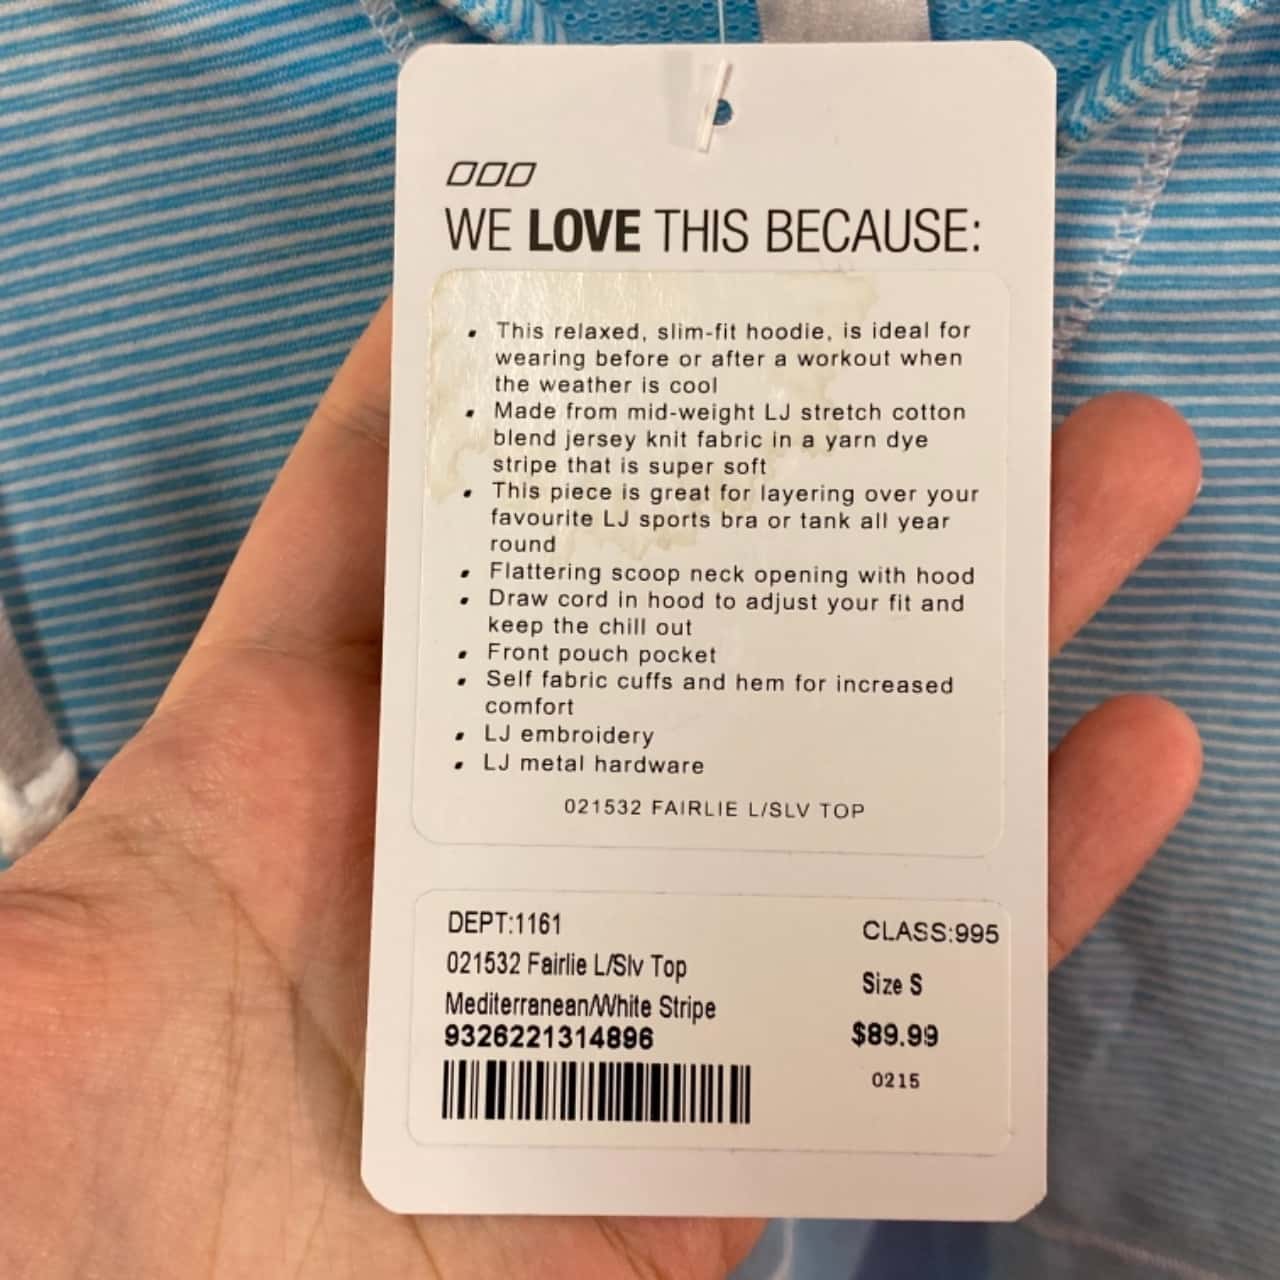 WE LOVE THIS BECAUSE:
• This relaxed, slim-fit hoodie, is ideal for
wearing before or after a workout when
the weather is cool
• Made from mid-weight LJ stretch cotton
blend jersey knit fabric in a yarn dye
stripe that is super soft
• This piece is great for layering over your
favourite LJ sports bra or tank all year
round
• Flattering scoop neck opening with hood
• Draw cord in hood to adjust your fit and
keep the chill out
• Front pouch pocket
• Self fabric cuffs and hem for increased
comfort
• LJ embroidery
• LJ metal hardware
021532 FAIRLIE L/SLV TOP
DEPT:1161 CLASS:995
021532 Fairlie L/Slv Top Size S
Mediterranean/White Stripe
9326221314896 $89.99
0215